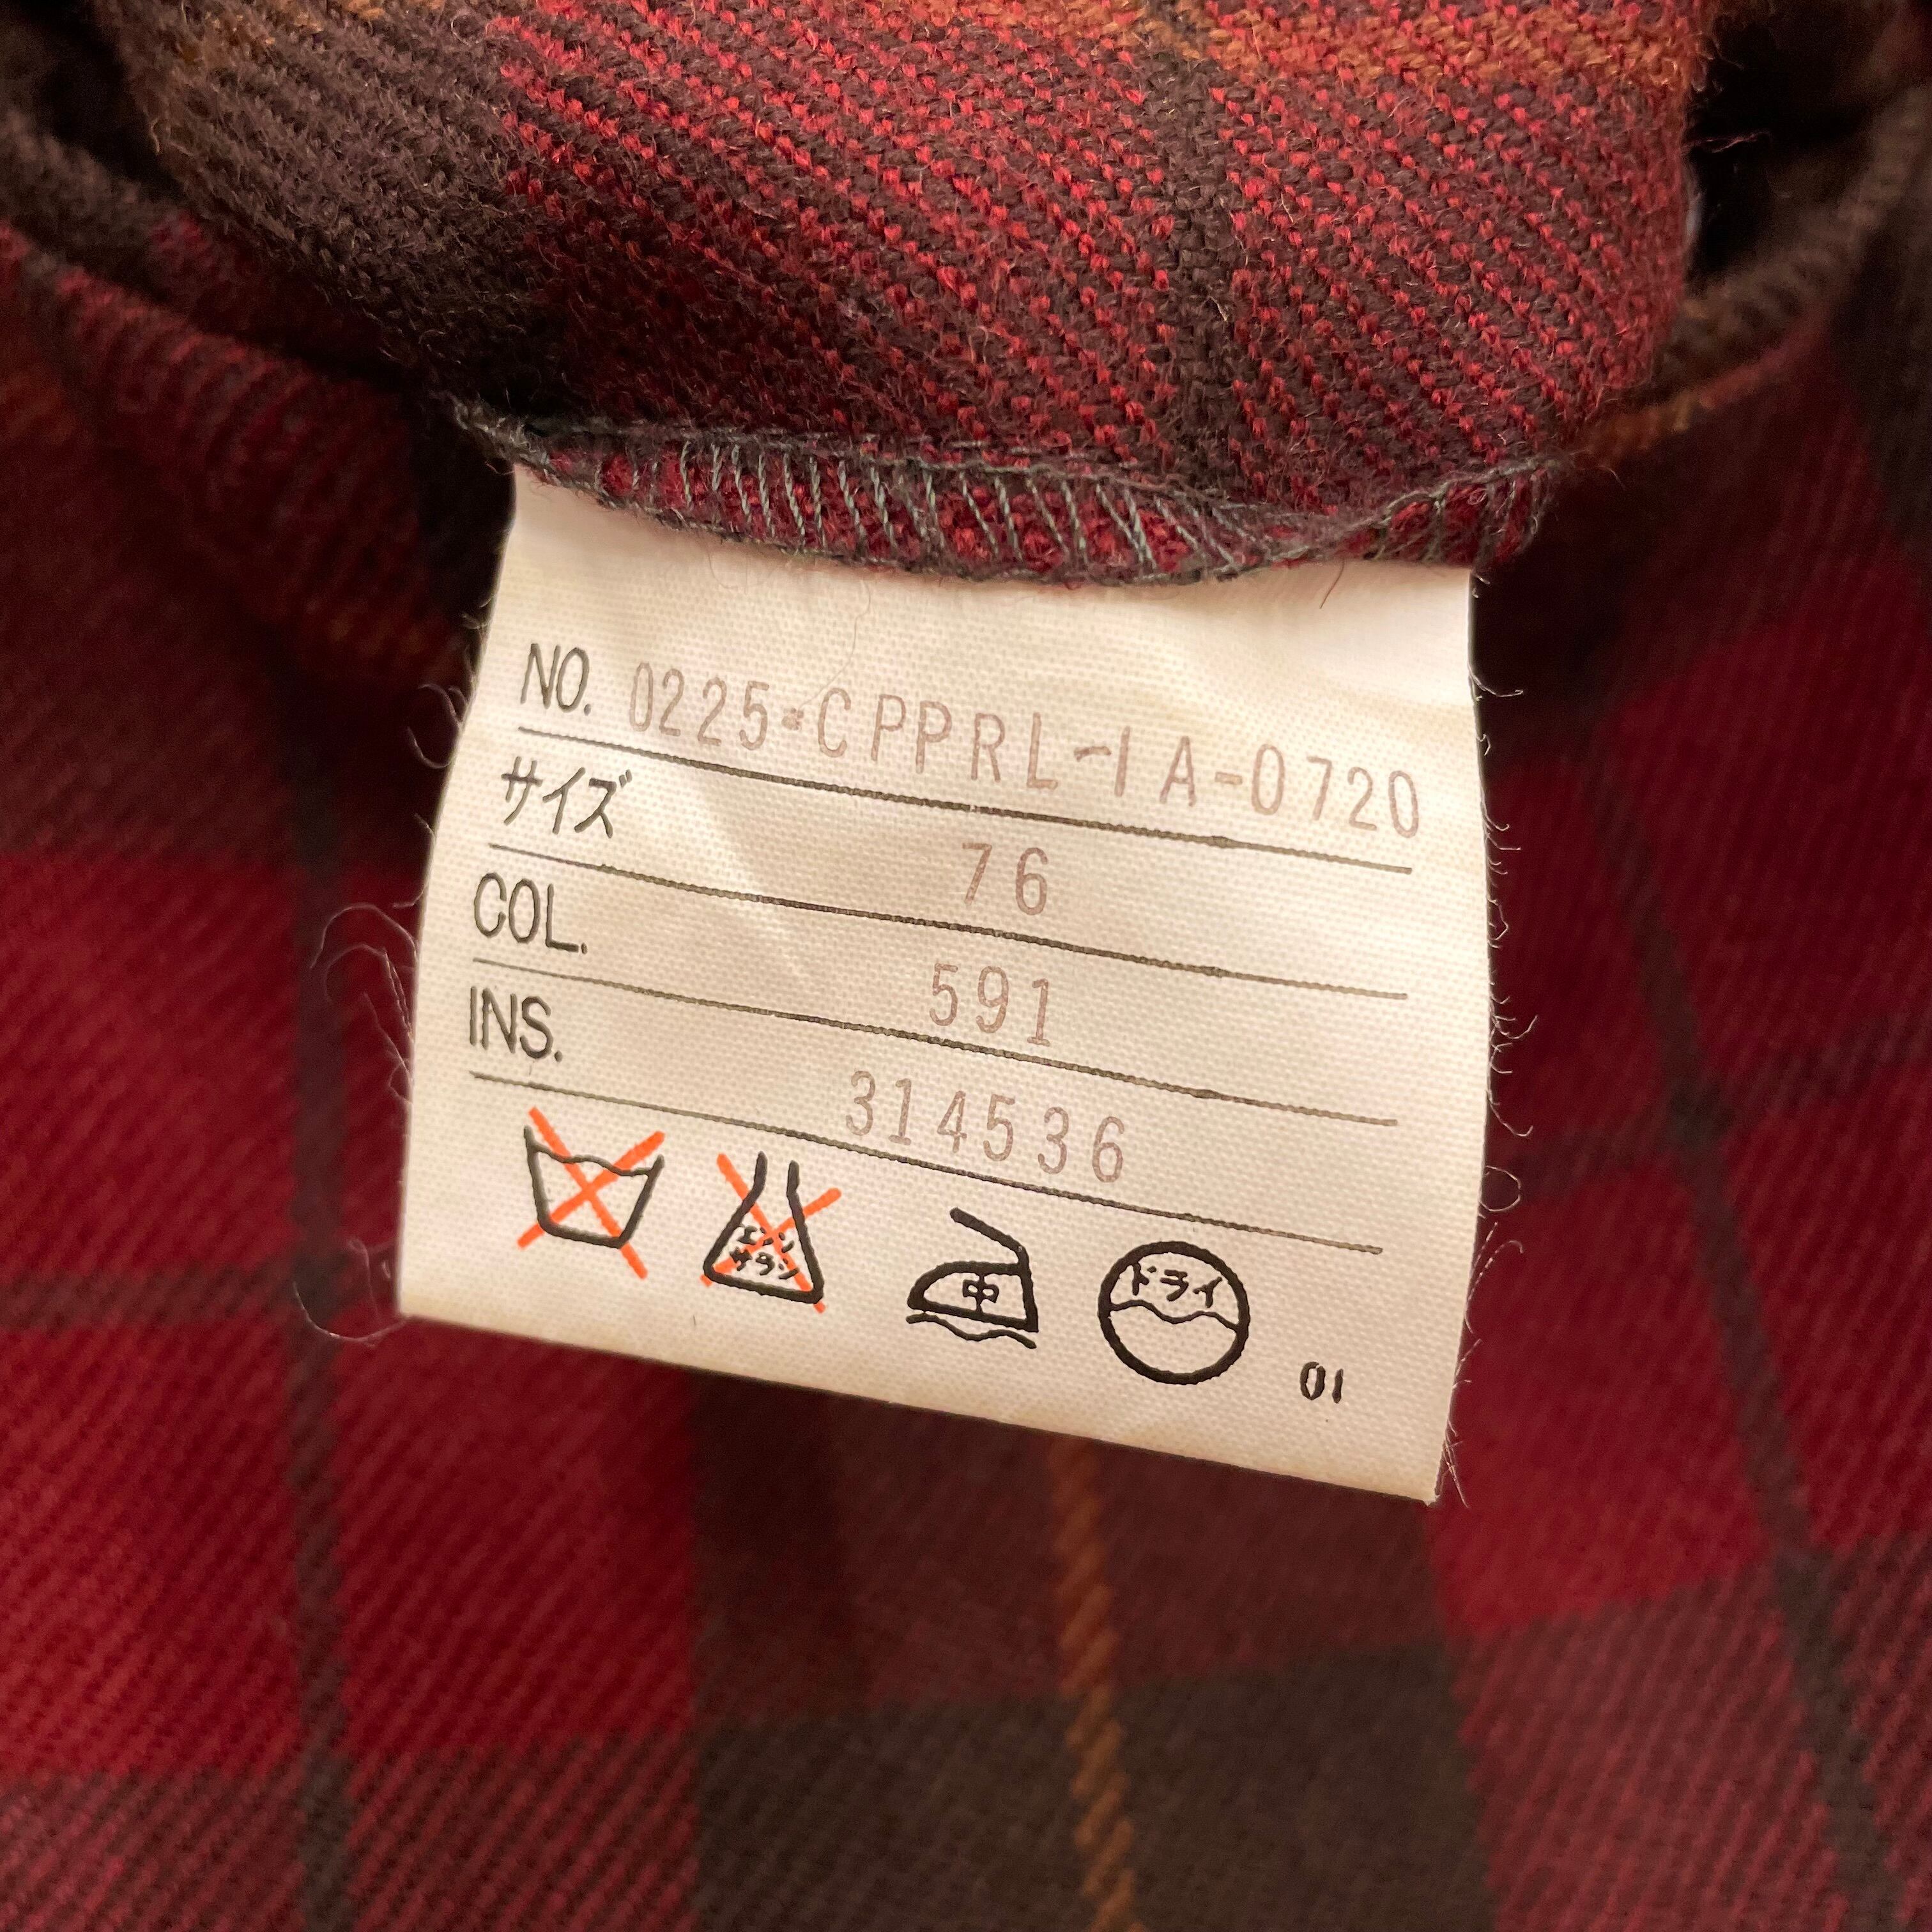 NO. 0225-CPPRL-1A-0720
サイズ 76
COL. 591
INS. 314536
エンソ
サラシ
中
ドライ
01